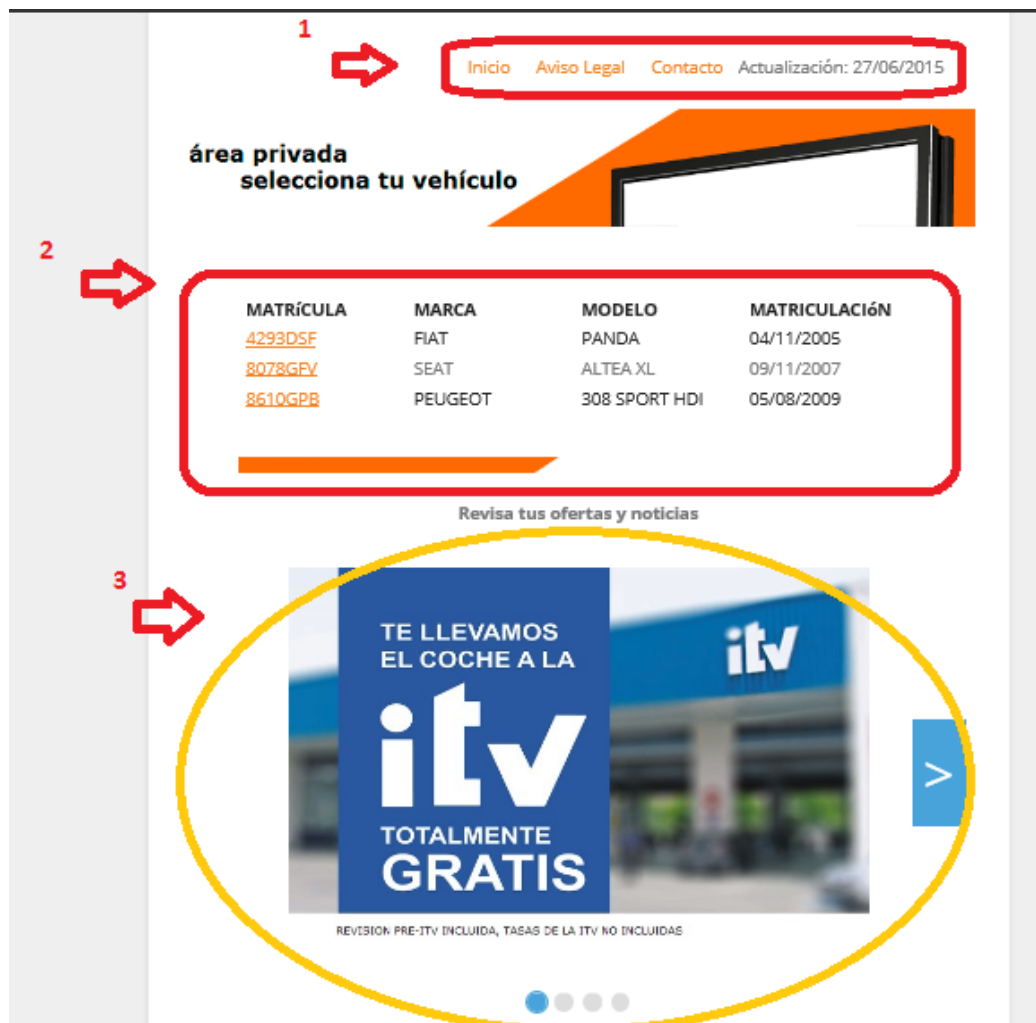 1
Inicio Aviso Legal Contacto Actualización: 27/06/2015
área privada
selecciona tu vehículo
2
MATRíCULA MARCA MODELO MATRICULACIóN
4293DSF FIAT PANDA 04/11/2005
8078GFV SEAT ALTEA XL 09/11/2007
8610GPB PEUGEOT 308 SPORT HDI 05/08/2009
Revisa tus ofertas y noticias
3
TE LLEVAMOS
EL COCHE A LA
itv
TOTALMENTE
GRATIS
itv
>
REVISION PRE-ITV INCLUIDA, TASAS DE LA ITV NO INCLUIDAS